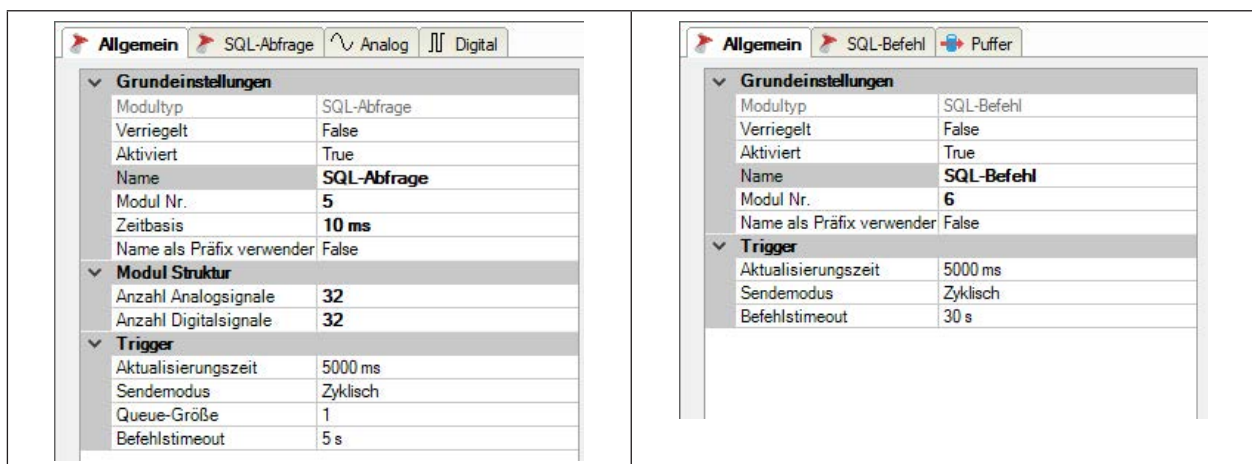 Allgemein SQL-Abfrage Analog Digital
Grundeinstellungen
Modultyp SQL-Abfrage
Verriegelt False
Aktiviert True
Name SQL-Abfrage
Modul Nr. 5
Zeitbasis 10 ms
Name als Präfix verwender False
Modul Struktur
Anzahl Analogsignale 32
Anzahl Digitalsignale 32
Trigger
Aktualisierungszeit 5000 ms
Sendemodus Zyklisch
Queue-Größe 1
Befehlstimeout 5 s
Allgemein SQL-Befehl Puffer
Grundeinstellungen
Modultyp SQL-Befehl
Verriegelt False
Aktiviert True
Name SQL-Befehl
Modul Nr. 6
Name als Präfix verwender False
Trigger
Aktualisierungszeit 5000 ms
Sendemodus Zyklisch
Befehlstimeout 30 s